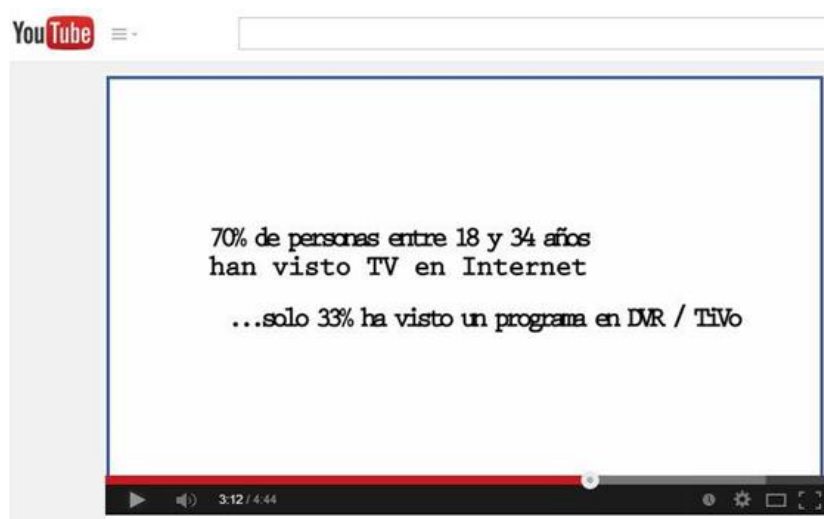 YouTube
70% de personas entre 18 y 34 años
han visto TV en Internet
...solo 33% ha visto un programa en DVR / TiVo
3:12 / 4:44